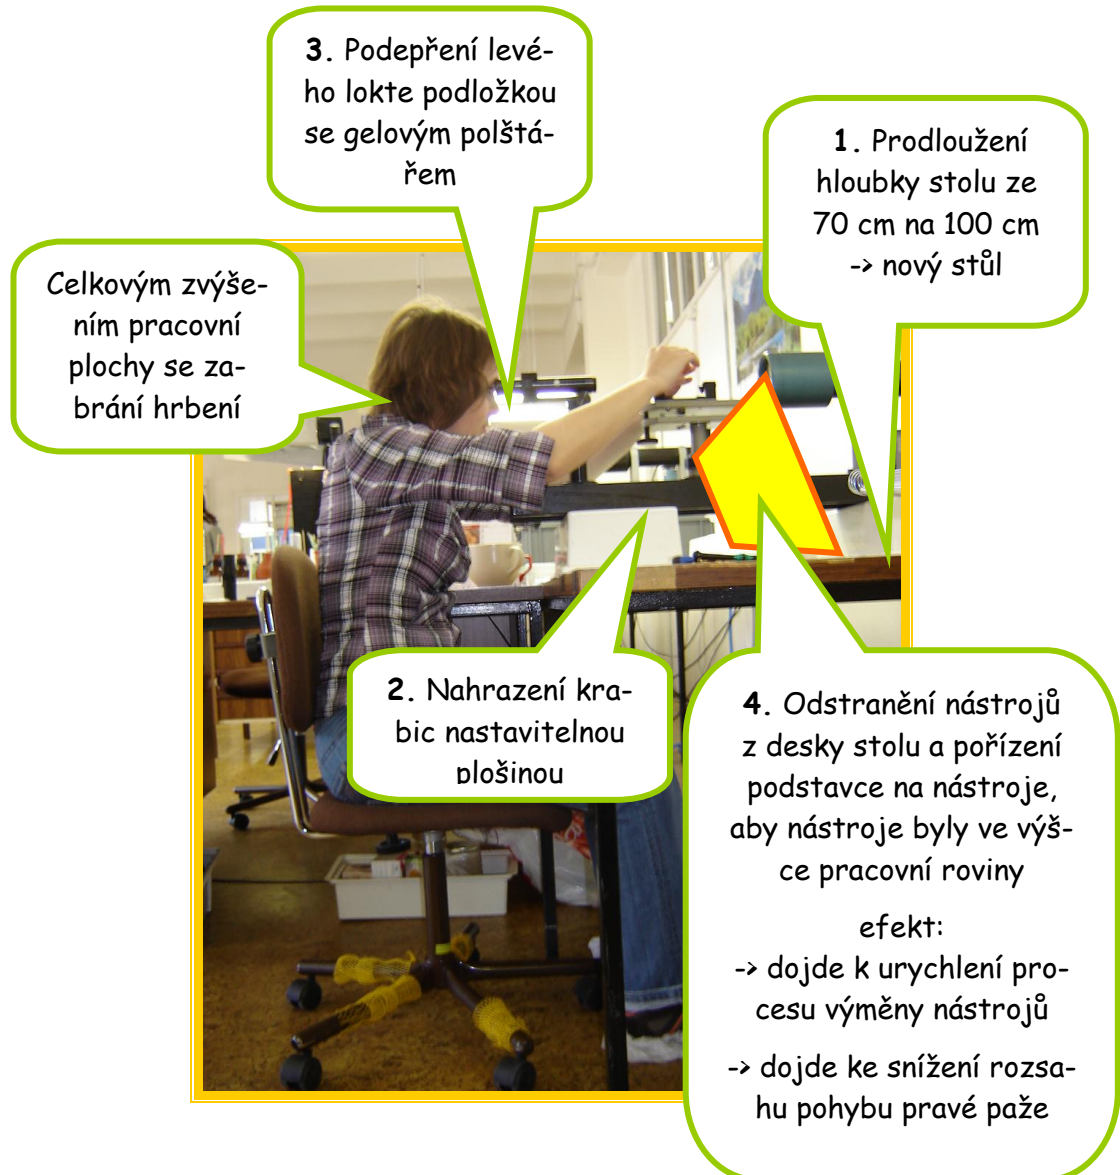 3. Podepření levé-
ho lokte podložkou
se gelovým polštá-
řem
1. Prodloužení
hloubky stolu ze
70 cm na 100 cm
-> nový stůl
Celkovým zvýše-
ním pracovní
plochy se za-
brání hrbení
2. Nahrazení kra-
bic nastavitelnou
plošinou
4. Odstranění nástrojů
z desky stolu a pořízení
podstavce na nástroje,
aby nástroje byly ve výš-
ce pracovní roviny
efekt:
-> dojde k urychlení pro-
cesu výměny nástrojů
-> dojde ke snížení rozsa-
hu pohybu pravé paže